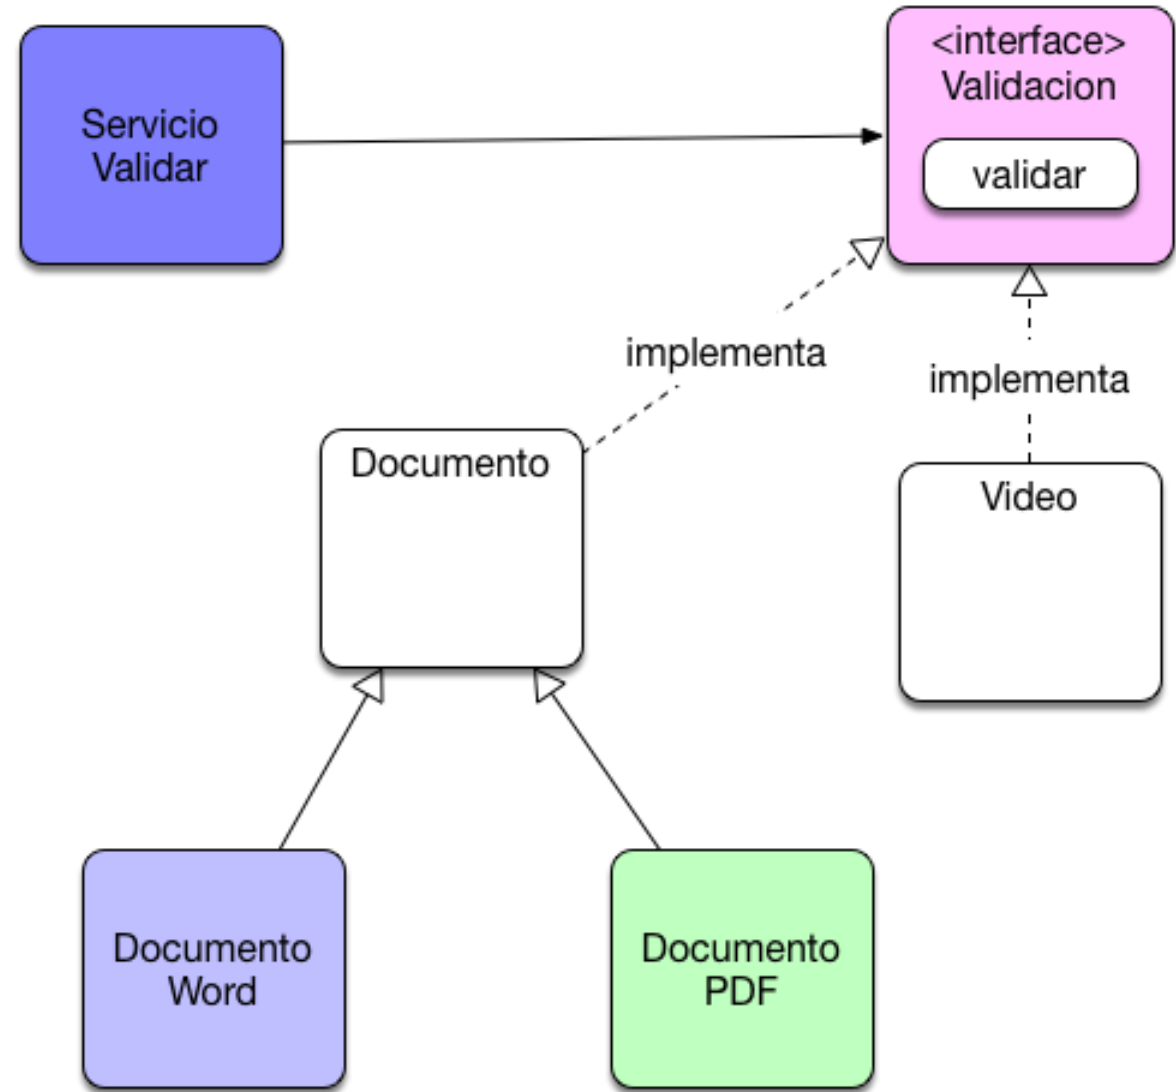 Servicio
Validar
<interface>
Validacion
validar
implementa
implementa
Documento
Video
Documento
Word
Documento
PDF